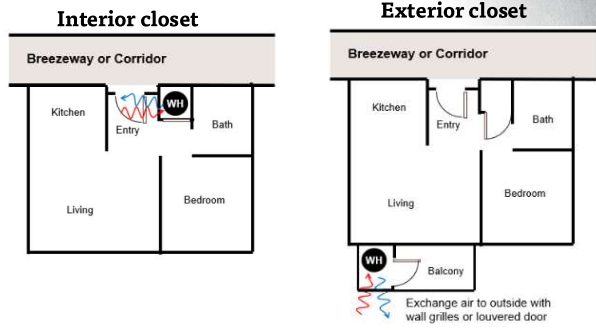 Interior closet
Breezeway or Corridor
WH
Kitchen
Entry
Bath
Living
Bedroom
Exterior closet
Breezeway or Corridor
Kitchen
Entry
Bath
Living
Bedroom
WH
Balcony
Exchange air to outside with
wall grilles or louvered door